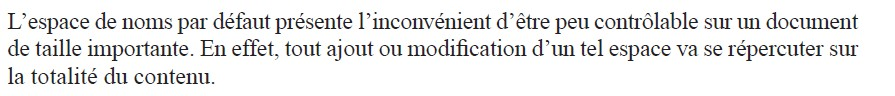 L’espace de noms par défaut présente l’inconvénient d’être peu contrôlable sur un document
de taille importante. En effet, tout ajout ou modification d’un tel espace va se répercuter sur
la totalité du contenu.